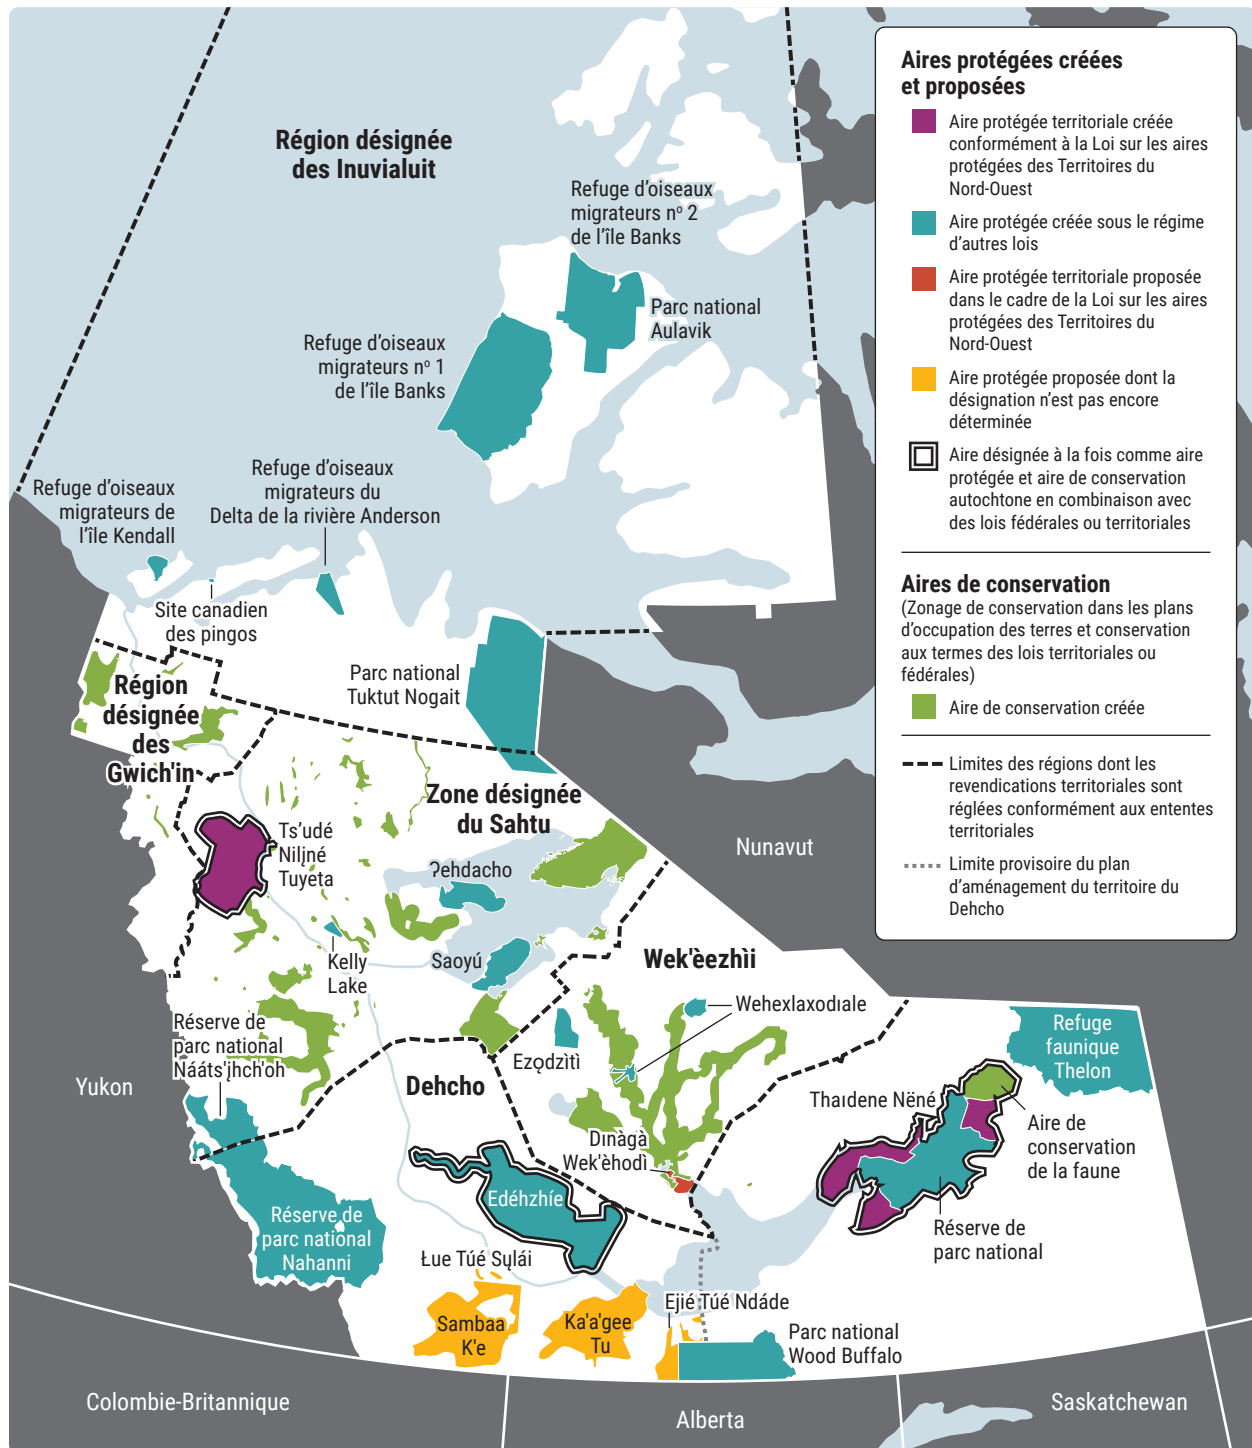 Région désignée
des Inuvialuit
Refuge d'oiseaux
migrateurs nº 2
de l'île Banks
Parc national
Aulavik
Refuge d'oiseaux
migrateurs nº 1
de l'île Banks
Refuge d'oiseaux
migrateurs du
Delta de la rivière Anderson
Refuge d'oiseaux
migrateurs de
l'île Kendall
Site canadien
des pingos
Parc national
Tuktut Nogait
Région
désignée
des
Gwich'in
Zone désignée
du Sahtu
Ts'udé
Nilįné
Tuyeta
Ɂehdacho
Kelly
Lake
Saoyú
Wek'èezhìi
Wehexlaxodıale
Ezǫdzìtì
Réserve de
parc national
Nááts'įhch'oh
Dehcho
Dınàgà
Wek'èhodì
Thaıdene Nëné
Refuge
faunique
Thelon
Aire de
conservation
de la faune
Réserve de
parc national
Edéhzhíe
Réserve de
parc national
Nahanni
Łue Túé Sųlái
Sambaa
K'e
Ka'a'gee
Tu
Ejié Túé Ndáde
Parc national
Wood Buffalo
Yukon
Nunavut
Colombie-Britannique
Alberta
Saskatchewan
Aires protégées créées
et proposées
Aire protégée territoriale créée
conformément à la Loi sur les aires
protégées des Territoires du
Nord-Ouest
Aire protégée créée sous le régime
d'autres lois
Aire protégée territoriale proposée
dans le cadre de la Loi sur les aires
protégées des Territoires du
Nord-Ouest
Aire protégée proposée dont la
désignation n'est pas encore
déterminée
Aire désignée à la fois comme aire
protégée et aire de conservation
autochtone en combinaison avec
des lois fédérales ou territoriales
Aires de conservation
(Zonage de conservation dans les plans
d'occupation des terres et conservation
aux termes des lois territoriales ou
fédérales)
Aire de conservation créée
Limites des régions dont les
revendications territoriales sont
réglées conformément aux ententes
territoriales
Limite provisoire du plan
d'aménagement du territoire du
Dehcho